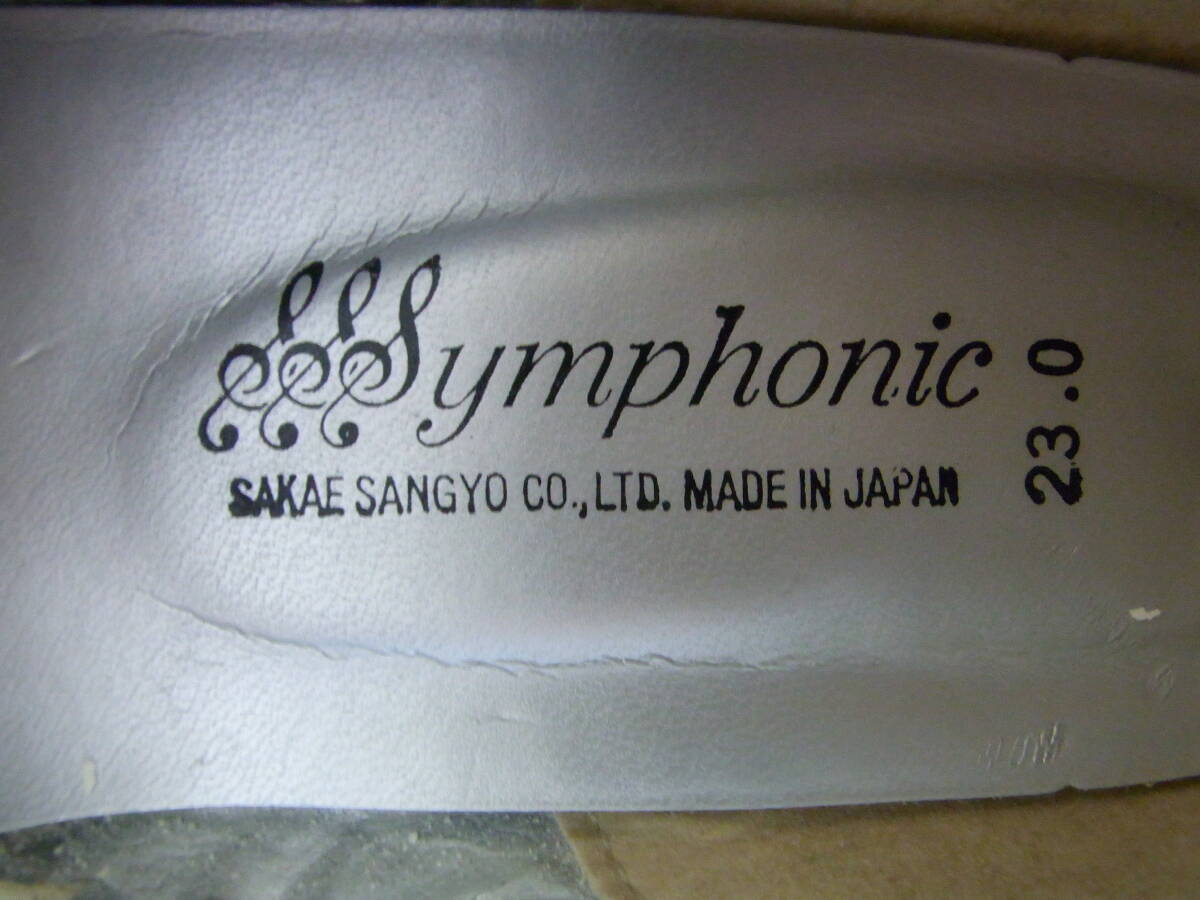 Symphonic
SAKAE SANGYO CO.,LTD. MADE IN JAPAN
23.0